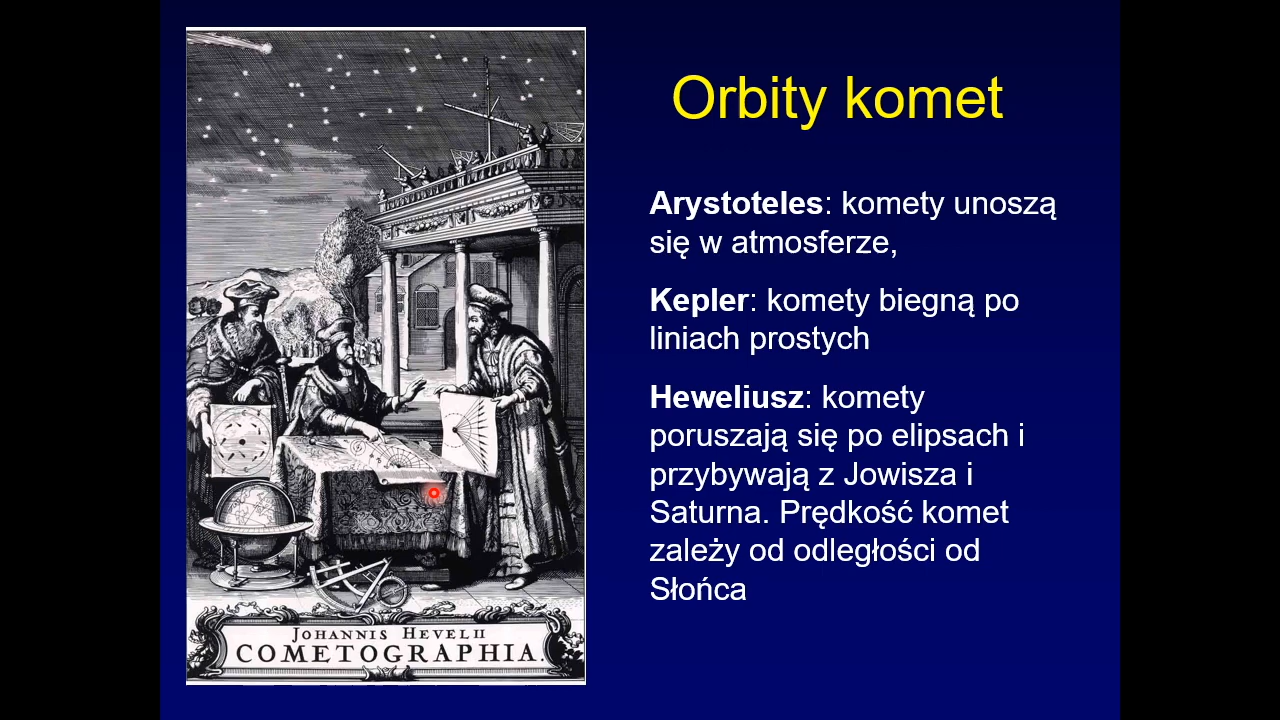 Orbity komet
Arystoteles: komety unoszą
się w atmosferze,
Kepler: komety biegną po
liniach prostych
Heweliusz: komety
poruszają się po elipsach i
przybywają z Jowisza i
Saturna. Prędkość komet
zależy od odległości od
Słońca
JOHANNIS HEVELII
COMETOGRAPHIA.